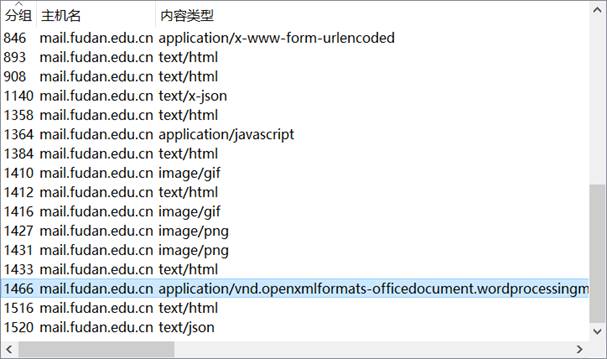 分组 主机名 内容类型
846 mail.fudan.edu.cn application/x-www-form-urlencoded
893 mail.fudan.edu.cn text/html
908 mail.fudan.edu.cn text/html
1140 mail.fudan.edu.cn text/x-json
1358 mail.fudan.edu.cn text/html
1364 mail.fudan.edu.cn application/javascript
1384 mail.fudan.edu.cn text/html
1410 mail.fudan.edu.cn image/gif
1412 mail.fudan.edu.cn text/html
1416 mail.fudan.edu.cn image/gif
1427 mail.fudan.edu.cn image/png
1431 mail.fudan.edu.cn image/png
1433 mail.fudan.edu.cn text/html
1466 mail.fudan.edu.cn application/vnd.openxmlformats-officedocument.wordprocessingm
1516 mail.fudan.edu.cn text/html
1520 mail.fudan.edu.cn text/json